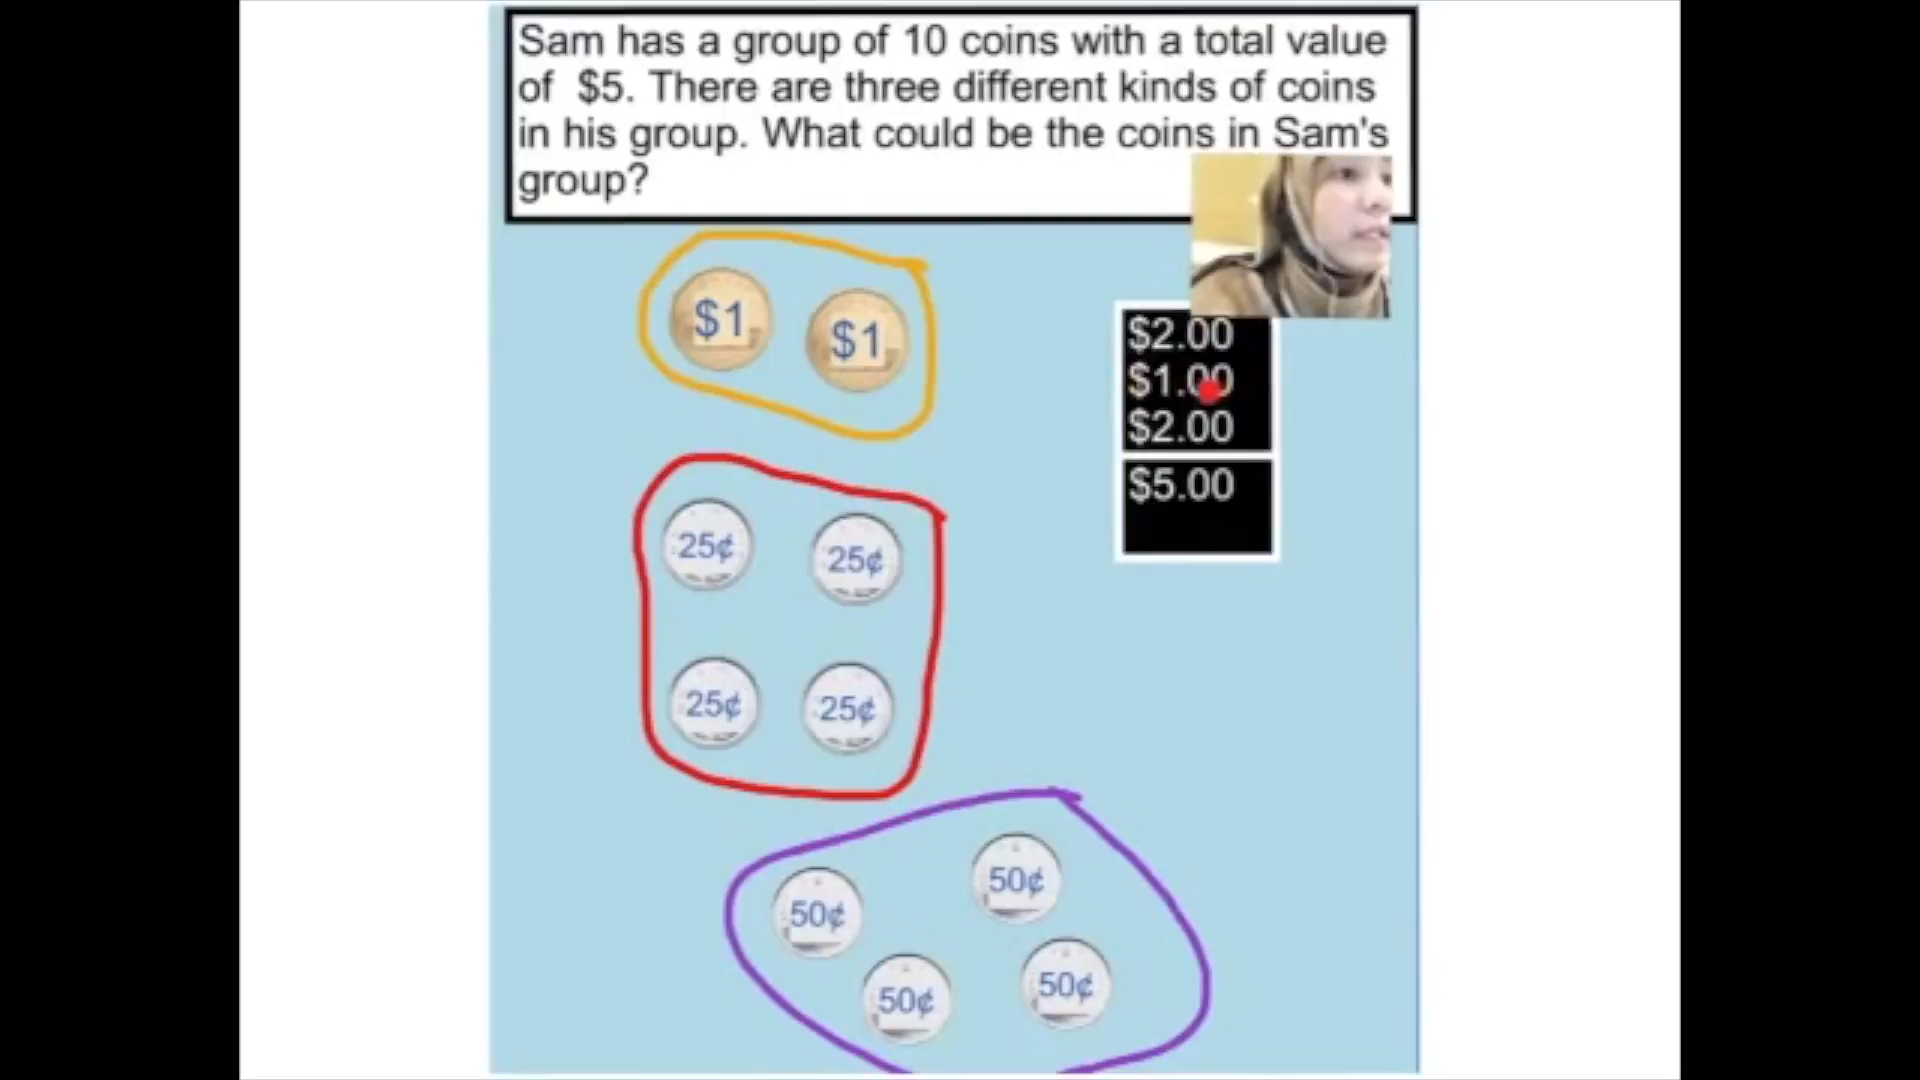 Sam has a group of 10 coins with a total value
of $5. There are three different kinds of coins
in his group. What could be the coins in Sam's
group?
$1 $1
$2.00
$1.00
$2.00
$5.00
25¢ 25¢
25¢ 25¢
50¢ 50¢
50¢ 50¢